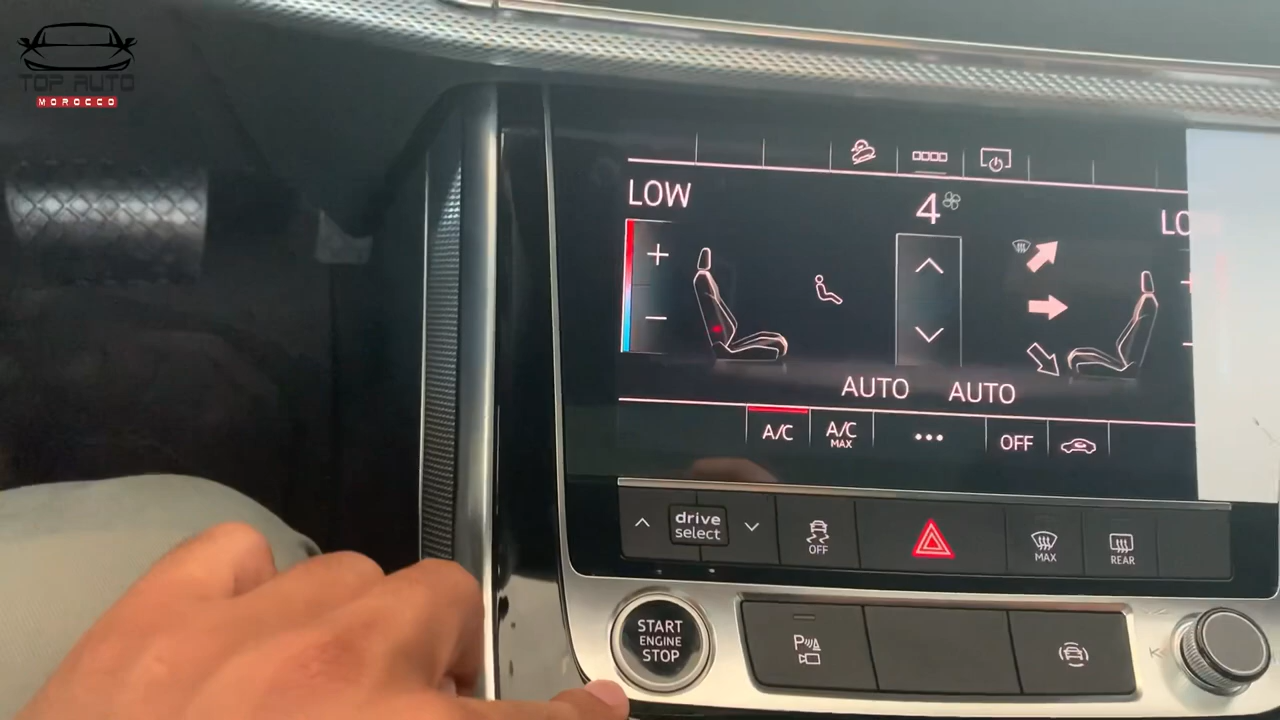 TOP AUTO
MOROCCO
LOW
4
LO
AUTO AUTO
A/C
A/C
MAX
OFF
drive
select
OFF
MAX
REAR
START
ENGINE
STOP
P